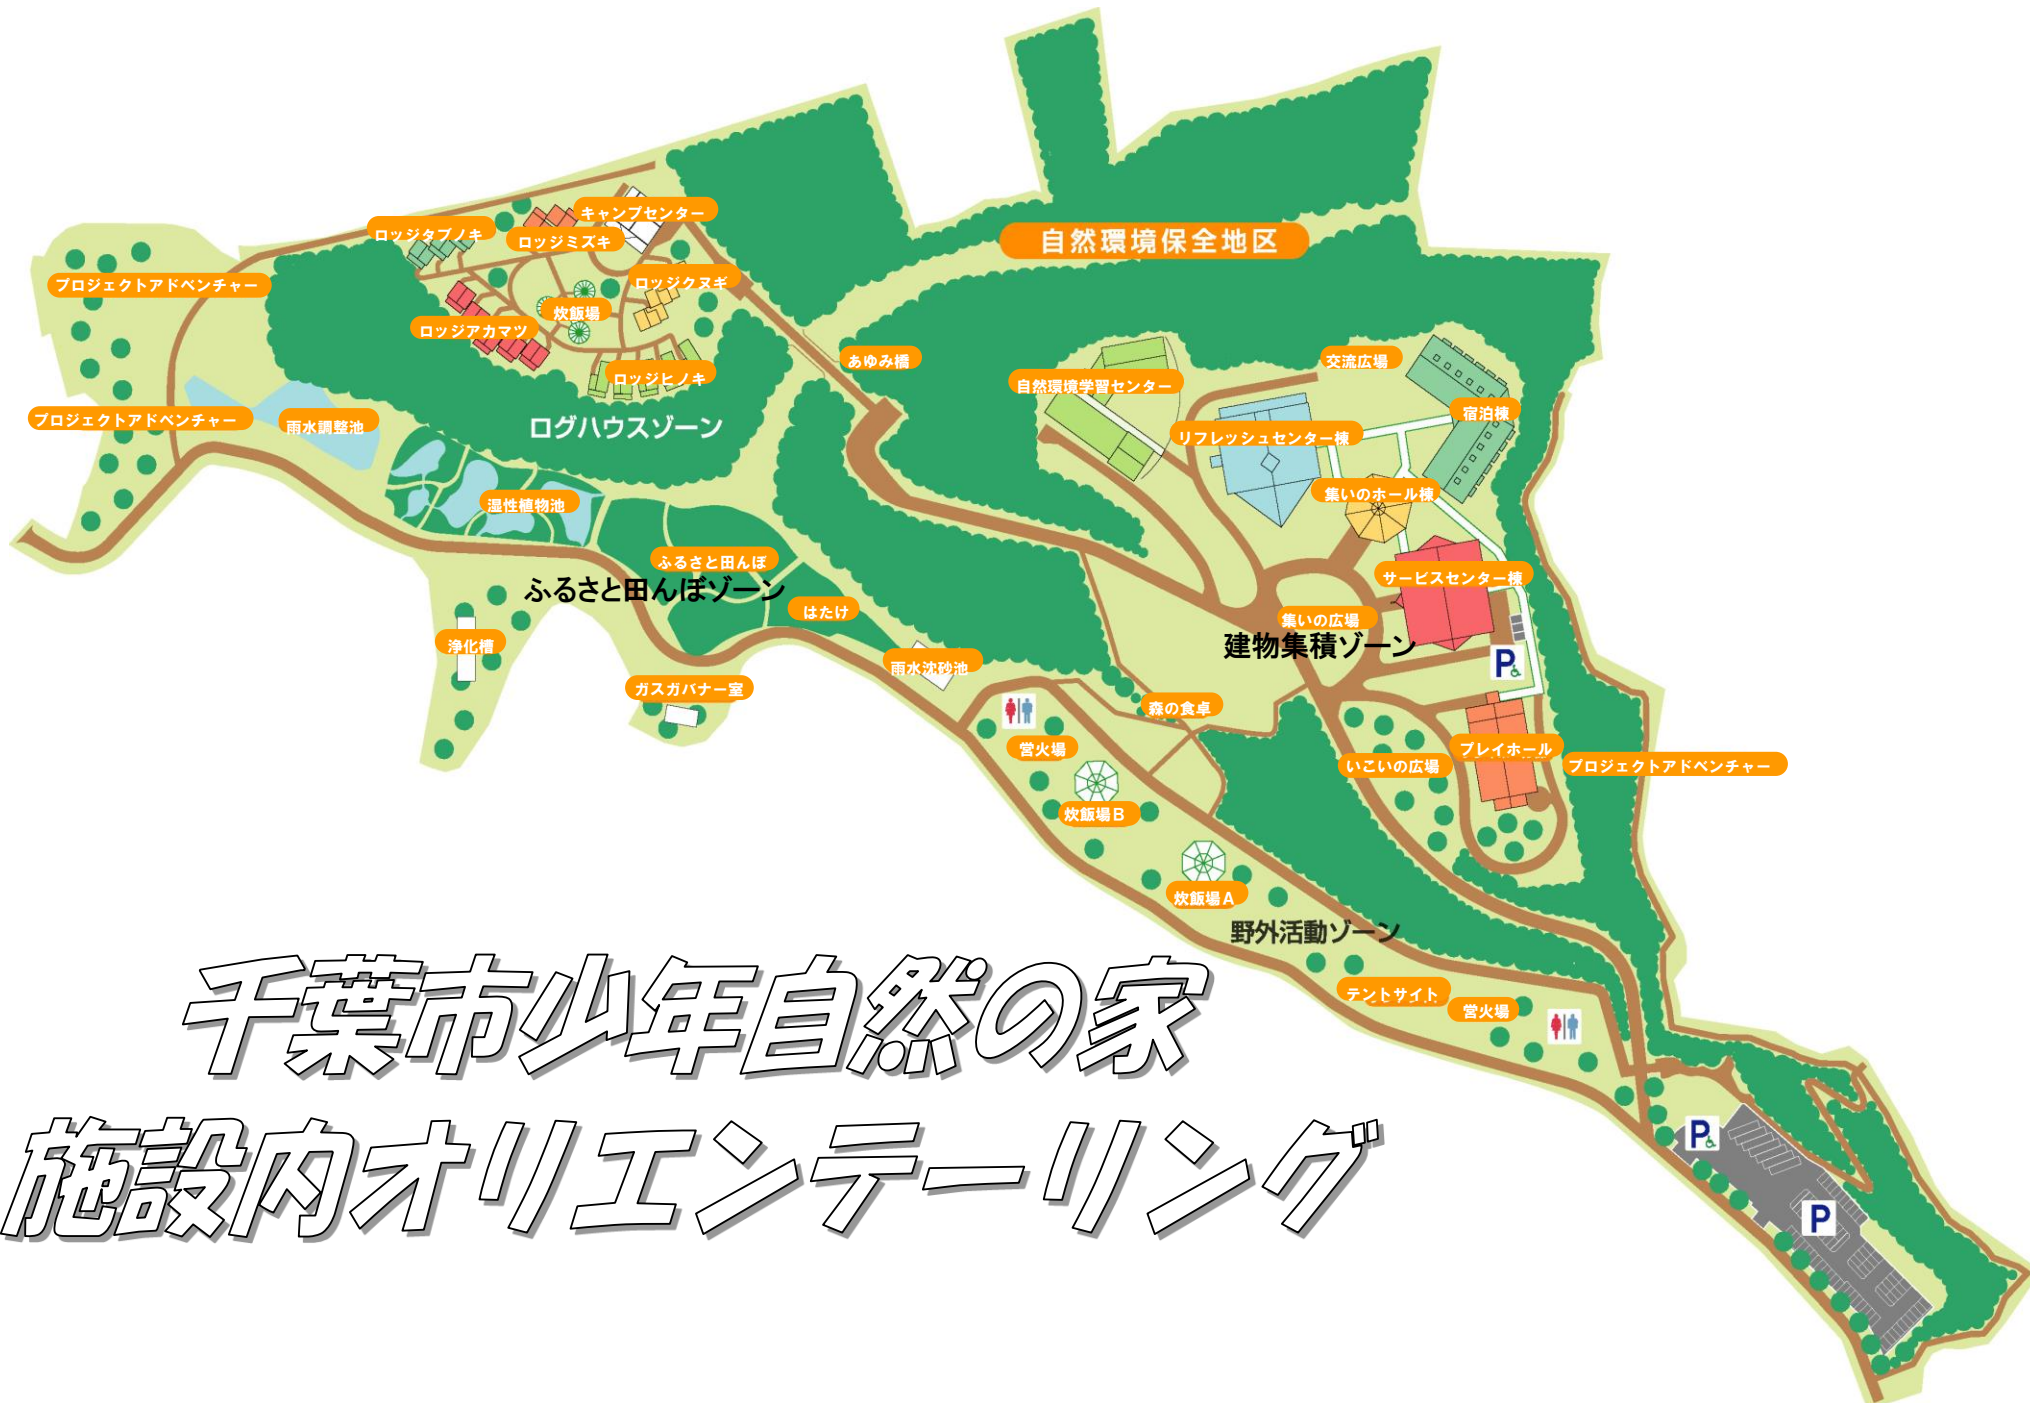 キャンプセンター
ロッジタブノキ
ロッジミズキ
自然環境保全地区
プロジェクトアドベンチャー
ロッジクヌギ
炊飯場
ロッジアカマツ
あゆみ橋
交流広場
ロッジヒノキ
自然環境学習センター
宿泊棟
プロジェクトアドベンチャー
雨水調整池
ログハウスゾーン
リフレッシュセンター棟
集いのホール棟
湿性植物池
ふるさと田んぼ
サービスセンター棟
ふるさと田んぼゾーン
はたけ
集いの広場
浄化槽
建物集積ゾーン
雨水沈砂池
P
ガスガバナー室
森の食卓
営火場
プレイホール
いこいの広場
プロジェクトアドベンチャー
炊飯場B
炊飯場A
野外活動ゾーン
テントサイト
営火場
千葉市少年自然の家
P
施設内オリエンテーリング
P